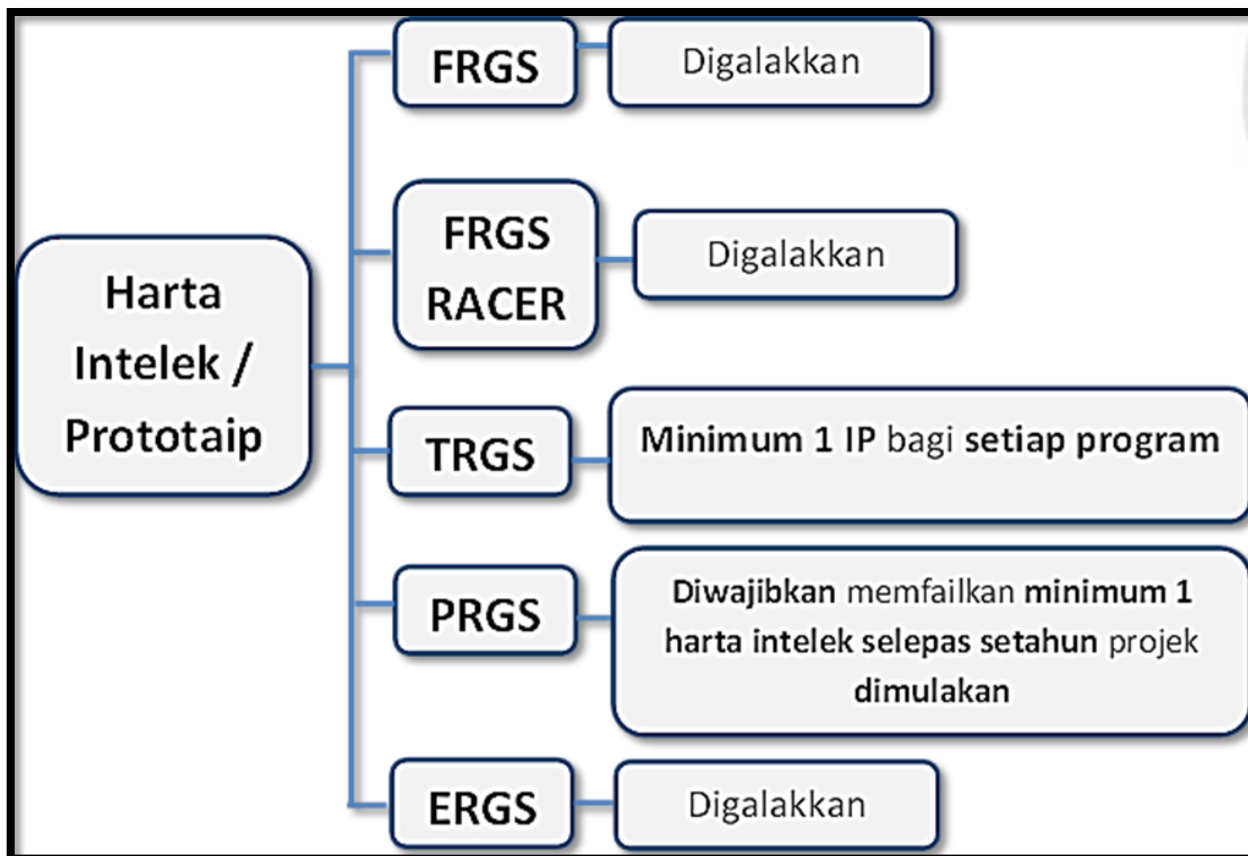 Harta
Intelek /
Prototaip
FRGS
Digalakkan
FRGS
RACER
Digalakkan
TRGS
Minimum 1 IP bagi setiap program
PRGS
Diwajibkan memfailkan minimum 1
harta intelek selepas setahun projek
dimulakan
ERGS
Digalakkan